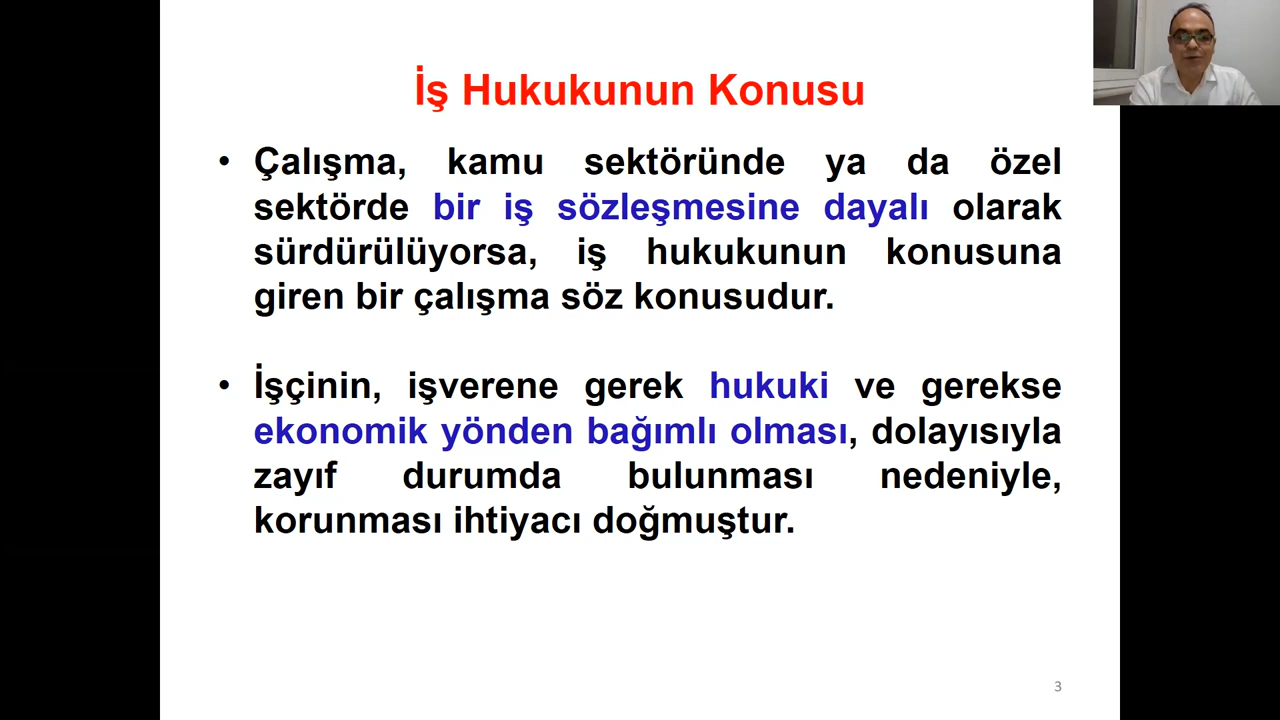 İş Hukukunun Konusu
• Çalışma, kamu sektöründe ya da özel
sektörde bir iş sözleşmesine dayalı olarak
sürdürülüyorsa, iş hukukunun konusuna
giren bir çalışma söz konusudur.
• İşçinin, işverene gerek hukuki ve gerekse
ekonomik yönden bağımlı olması, dolayısıyla
zayıf durumda bulunması nedeniyle,
korunması ihtiyacı doğmuştur.
3